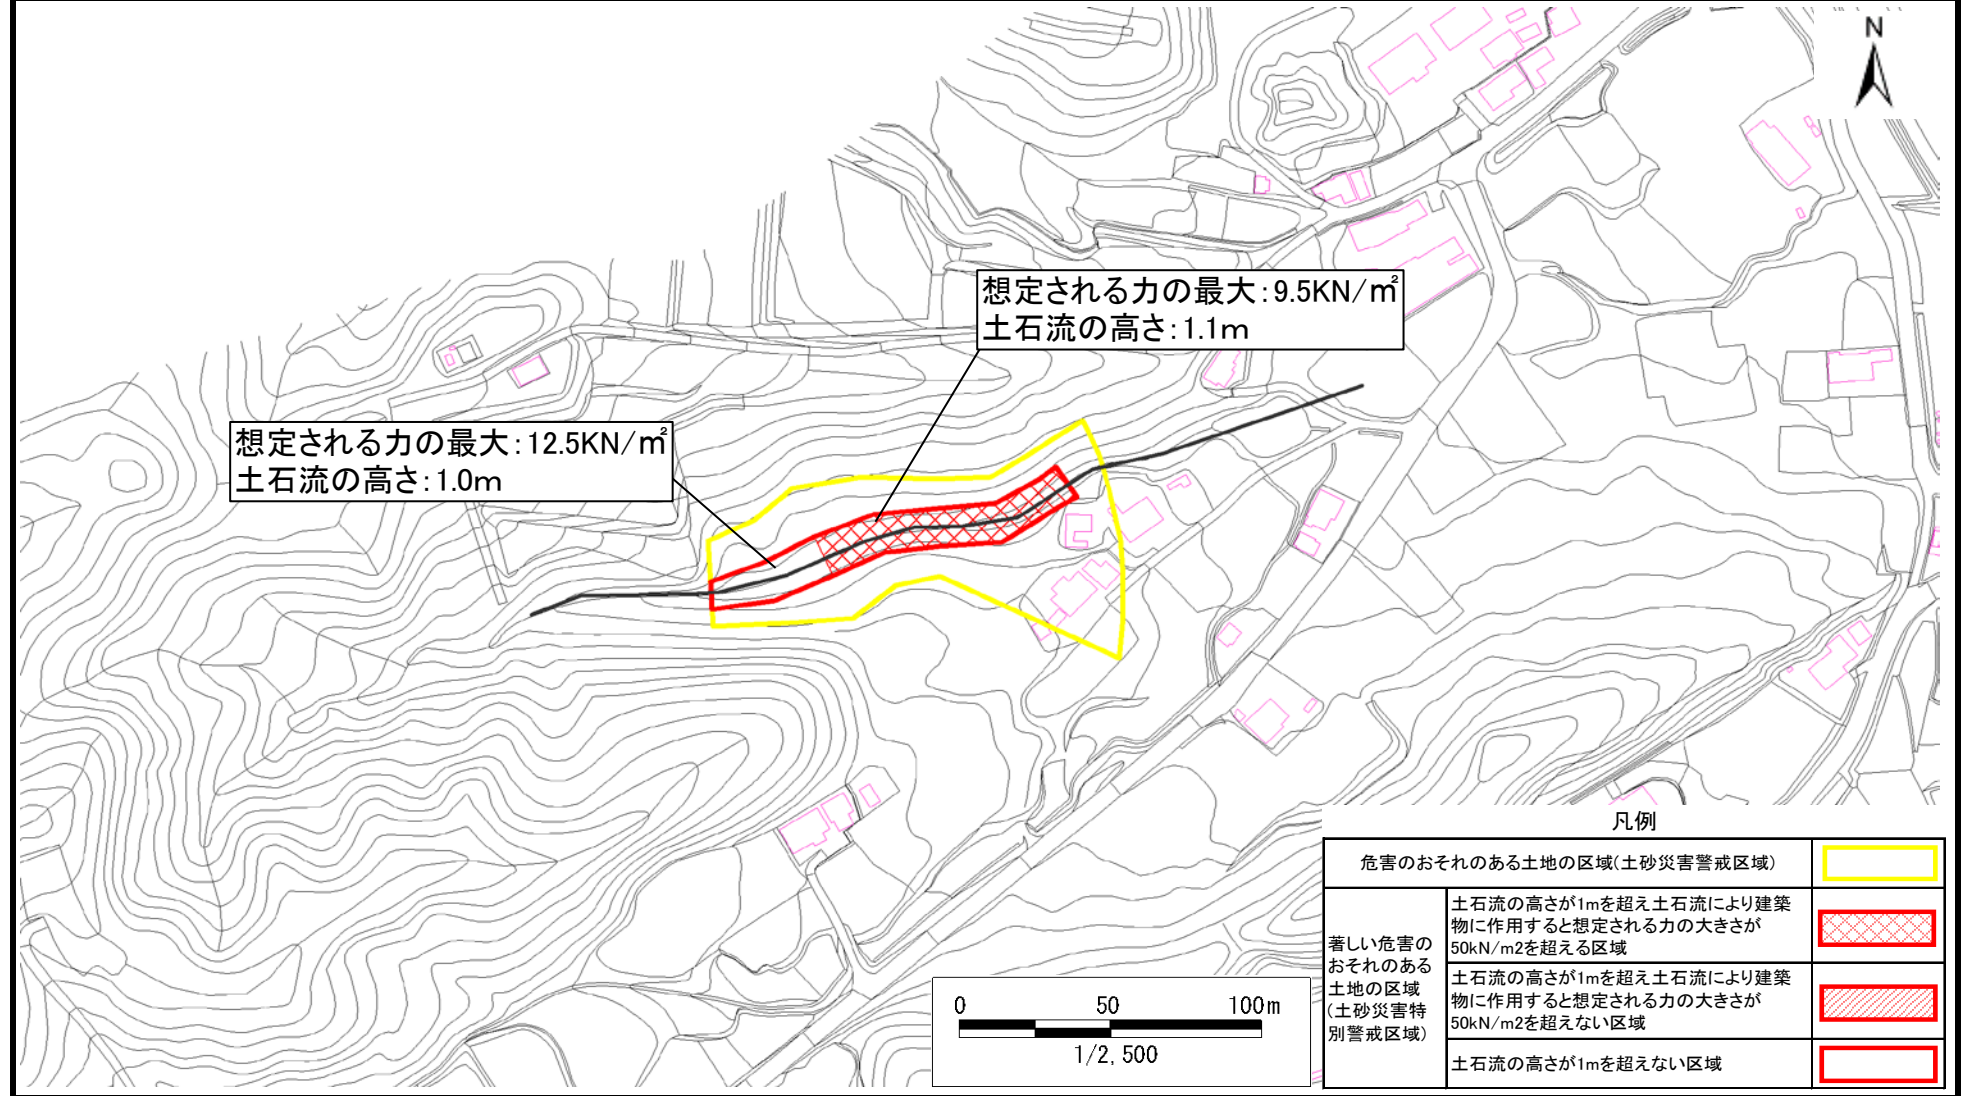 N
想定される力の最大:9.5KN/㎡
土石流の高さ:1.1m
想定される力の最大:12.5KN/㎡
土石流の高さ:1.0m
凡例
危害のおそれのある土地の区域(土砂災害警戒区域)
著しい危害の
おそれのある
土地の区域
(土砂災害特
別警戒区域)
土石流の高さが1mを超え土石流により建築
物に作用すると想定される力の大きさが
50kN/m2を超える区域
土石流の高さが1mを超え土石流により建築
物に作用すると想定される力の大きさが
50kN/m2を超えない区域
土石流の高さが1mを超えない区域
0 50 100m
1/2,500